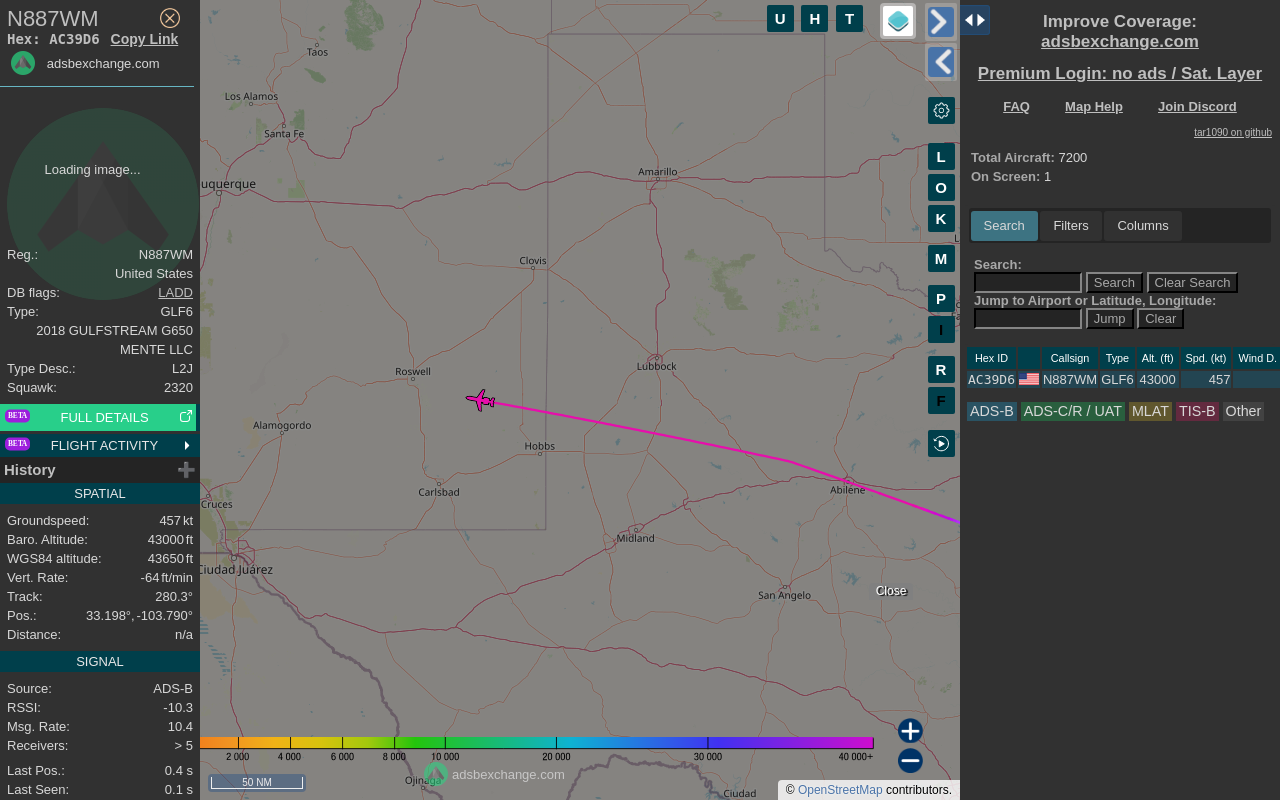 N887WM
Hex: AC39D6 Copy Link
adsbexchange.com
Loading image...
Reg.: N887WM
United States
DB flags: LADD
Type: GLF6
2018 GULFSTREAM G650
MENTE LLC
Type Desc.: L2J
Squawk: 2320
BETA FULL DETAILS
BETA FLIGHT ACTIVITY
History
SPATIAL
Groundspeed: 457 kt
Baro. Altitude: 43000 ft
WGS84 altitude: 43650 ft
Vert. Rate: -64 ft/min
Track: 280.3°
Pos.: 33.198°, -103.790°
Distance: n/a
SIGNAL
Source: ADS-B
RSSI: -10.3
Msg. Rate: 10.4
Receivers: > 5
Last Pos.: 0.4 s
Last Seen: 0.1 s
U H T
Taos
Los Alamos
Santa Fe
uquerque
Amarillo
Clovis
Roswell
Lubbock
Alamogordo
Hobbs
Carlsbad
Cruces
Abilene
Midland
Ciudad Juárez
San Angelo
Close
Ojinaga
Ciudad
L
O
K
M
P
I
R
F
2 000 4 000 6 000 8 000 10 000 20 000 30 000 40 000+
adsbexchange.com
50 NM
© OpenStreetMap contributors.
Improve Coverage:
adsbexchange.com
Premium Login: no ads / Sat. Layer
FAQ Map Help Join Discord
tar1090 on github
Total Aircraft: 7200
On Screen: 1
Search Filters Columns
Search:
Search Clear Search
Jump to Airport or Latitude, Longitude:
Jump Clear
Hex ID Callsign Type Alt. (ft) Spd. (kt) Wind D.
AC39D6 N887WM GLF6 43000 457
ADS-B ADS-C/R / UAT MLAT TIS-B Other